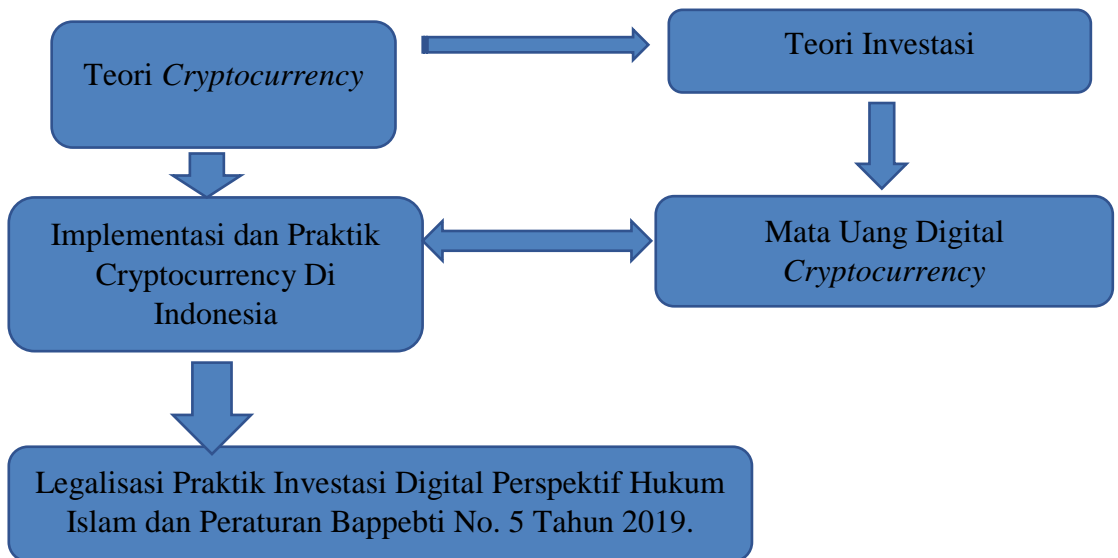 Teori Cryptocurrency
Teori Investasi
Implementasi dan Praktik
Cryptocurrency Di
Indonesia
Mata Uang Digital
Cryptocurrency
Legalisasi Praktik Investasi Digital Perspektif Hukum
Islam dan Peraturan Bappebti No. 5 Tahun 2019.